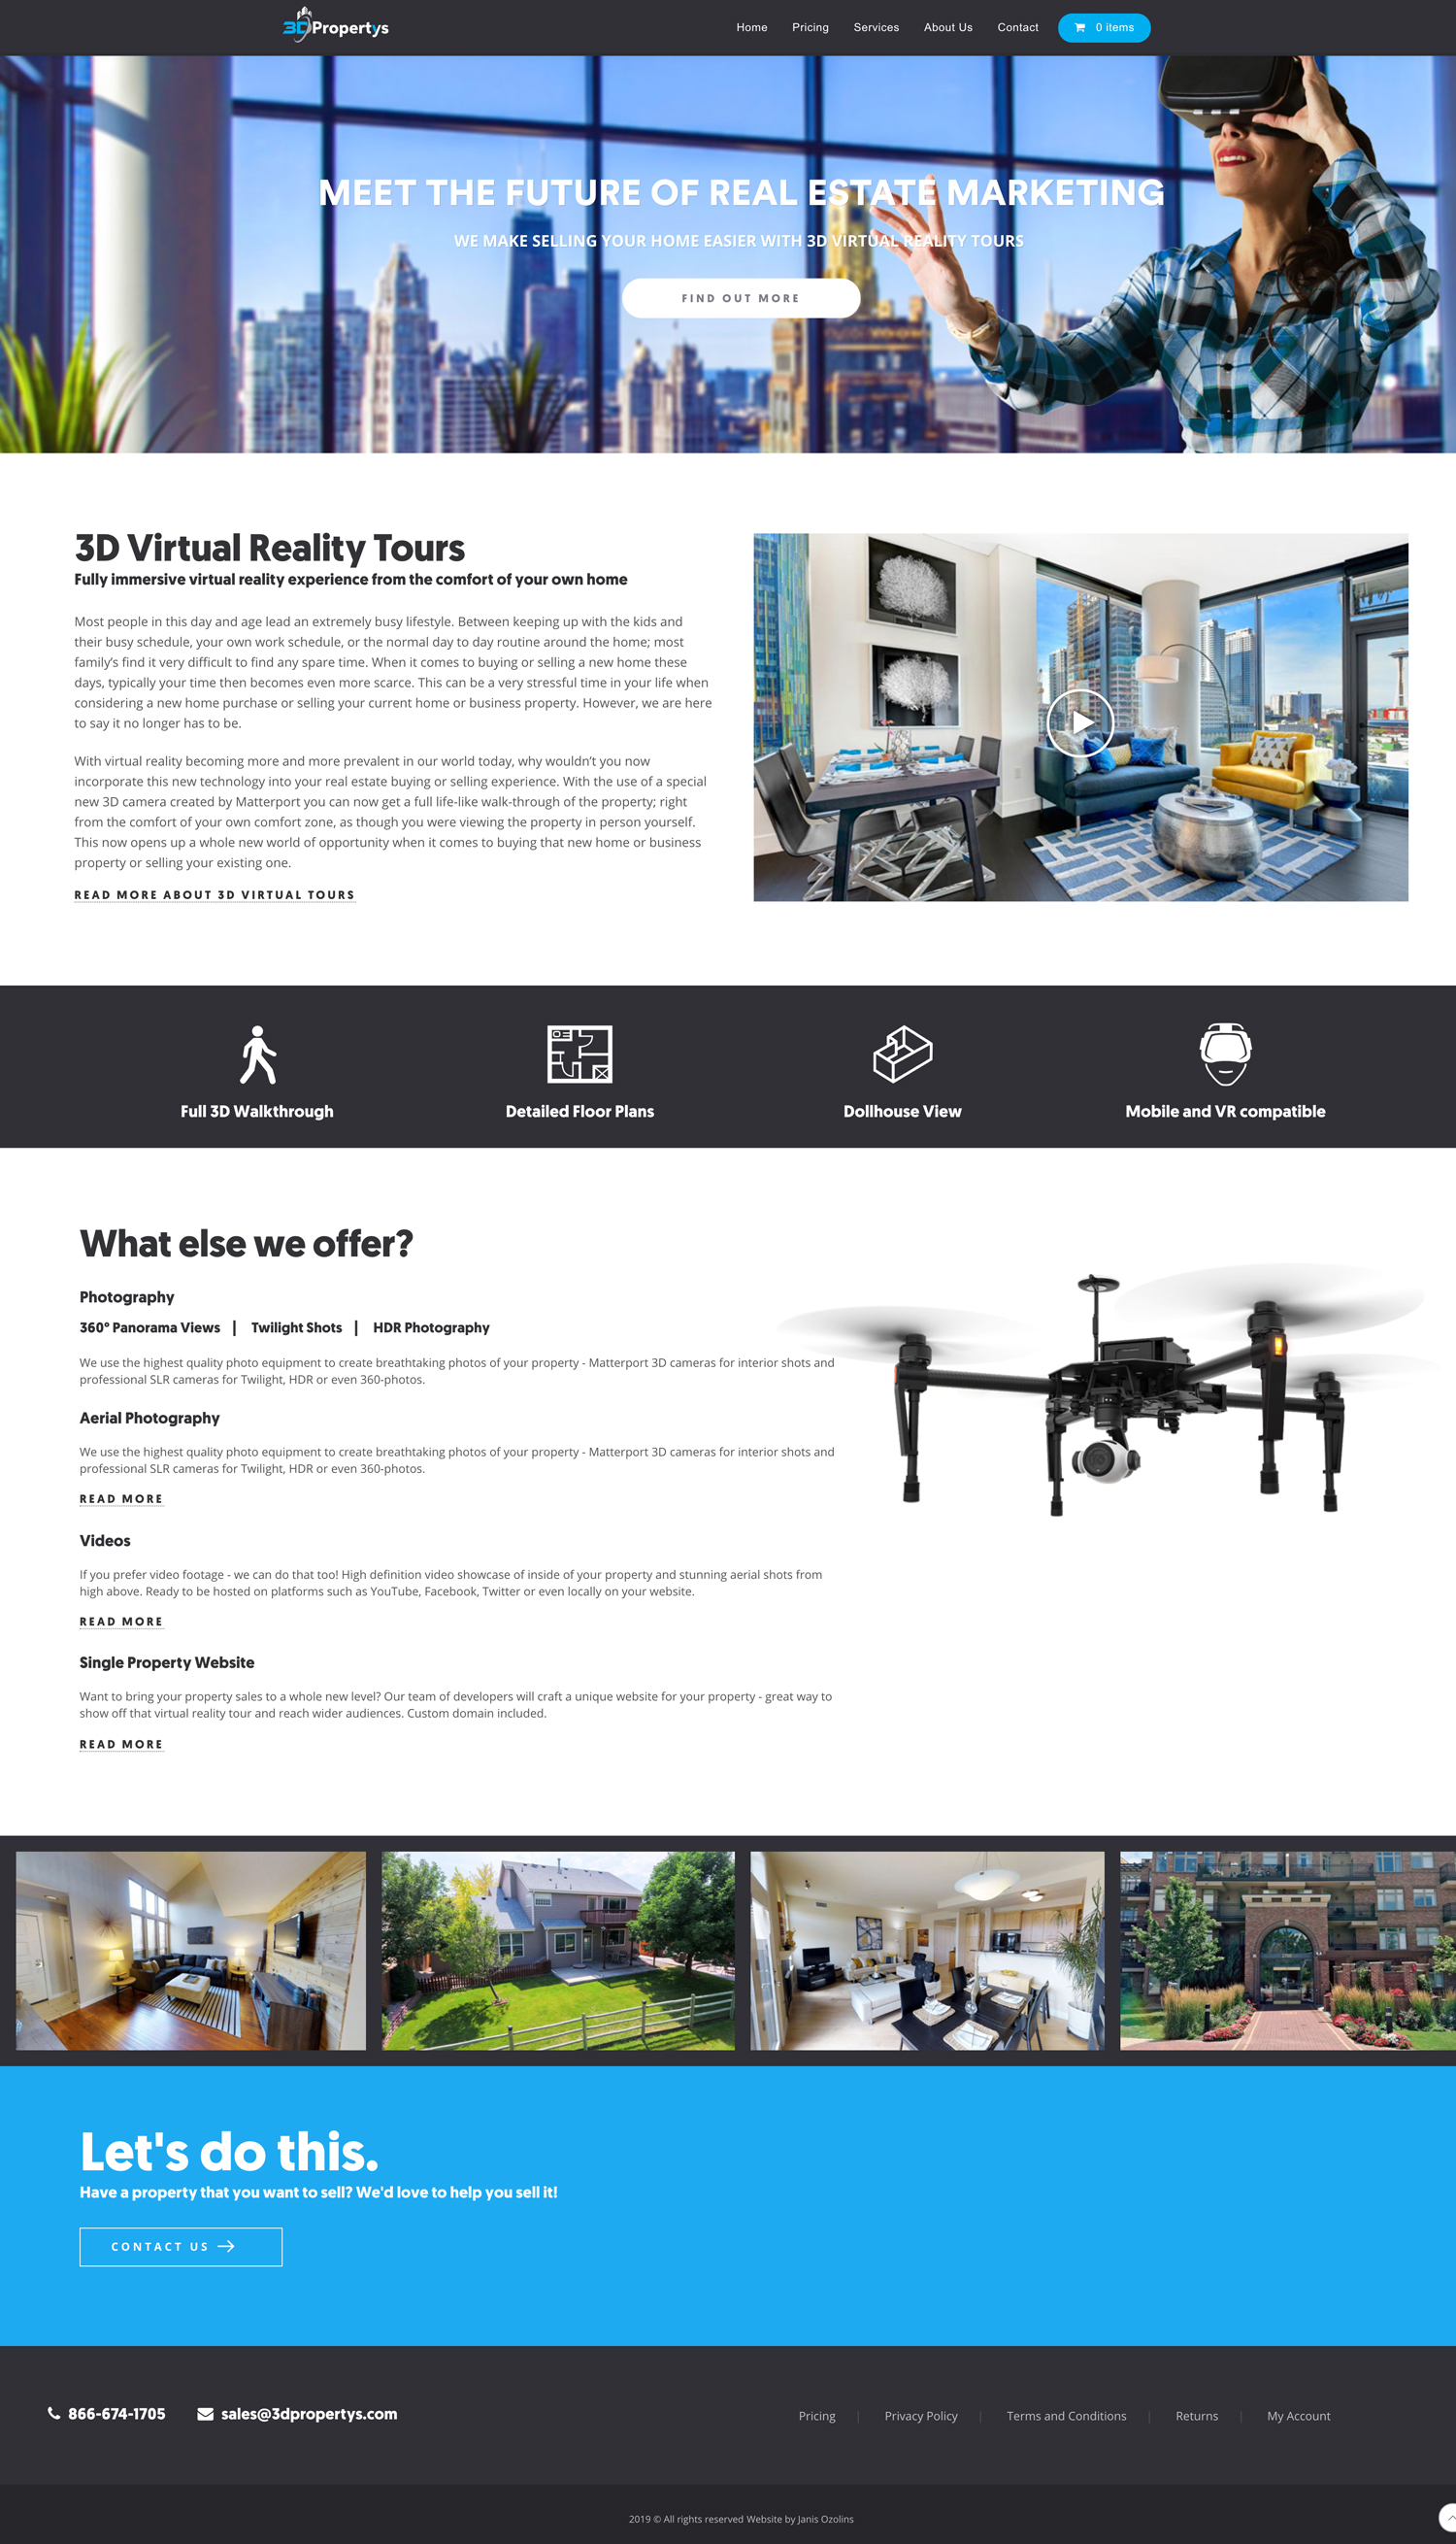 3DPropertys
Home
Pricing
Services
About Us
Contact
0 items
MEET THE FUTURE OF REAL ESTATE MARKETING
WE MAKE SELLING YOUR HOME EASIER WITH 3D VIRTUAL REALITY TOURS
FIND OUT MORE
3D Virtual Reality Tours
Fully immersive virtual reality experience from the comfort of your own home
Most people in this day and age lead an extremely busy lifestyle. Between keeping up with the kids and
their busy schedule, your own work schedule, or the normal day to day routine around the home; most
family's find it very difficult to find any spare time. When it comes to buying or selling a new home these
days, typically your time then becomes even more scarce. This can be a very stressful time in your life when
considering a new home purchase or selling your current home or business property. However, we are here
to say it no longer has to be.
With virtual reality becoming more and more prevalent in our world today, why wouldn't you now
incorporate this new technology into your real estate buying or selling experience. With the use of a special
new 3D camera created by Matterport you can now get a full life-like walk-through of the property; right
from the comfort of your own comfort zone, as though you were viewing the property in person yourself.
This now opens up a whole new world of opportunity when it comes to buying that new home or business
property or selling your existing one.
READ MORE ABOUT 3D VIRTUAL TOURS
Full 3D Walkthrough
Detailed Floor Plans
Dollhouse View
Mobile and VR compatible
What else we offer?
Photography
360° Panorama Views | Twilight Shots | HDR Photography
We use the highest quality photo equipment to create breathtaking photos of your property - Matterport 3D cameras for interior shots and
professional SLR cameras for Twilight, HDR or even 360-photos.
Aerial Photography
We use the highest quality photo equipment to create breathtaking photos of your property - Matterport 3D cameras for interior shots and
professional SLR cameras for Twilight, HDR or even 360-photos.
READ MORE
Videos
If you prefer video footage - we can do that too! High definition video showcase of inside of your property and stunning aerial shots from
high above. Ready to be hosted on platforms such as YouTube, Facebook, Twitter or even locally on your website.
READ MORE
Single Property Website
Want to bring your property sales to a whole new level? Our team of developers will craft a unique website for your property - great way to
show off that virtual reality tour and reach wider audiences. Custom domain included.
READ MORE
Let's do this.
Have a property that you want to sell? We'd love to help you sell it!
CONTACT US
866-674-1705
sales@3dpropertys.com
Pricing | Privacy Policy | Terms and Conditions | Returns | My Account
2019 © All rights reserved Website by Janis Ozolins